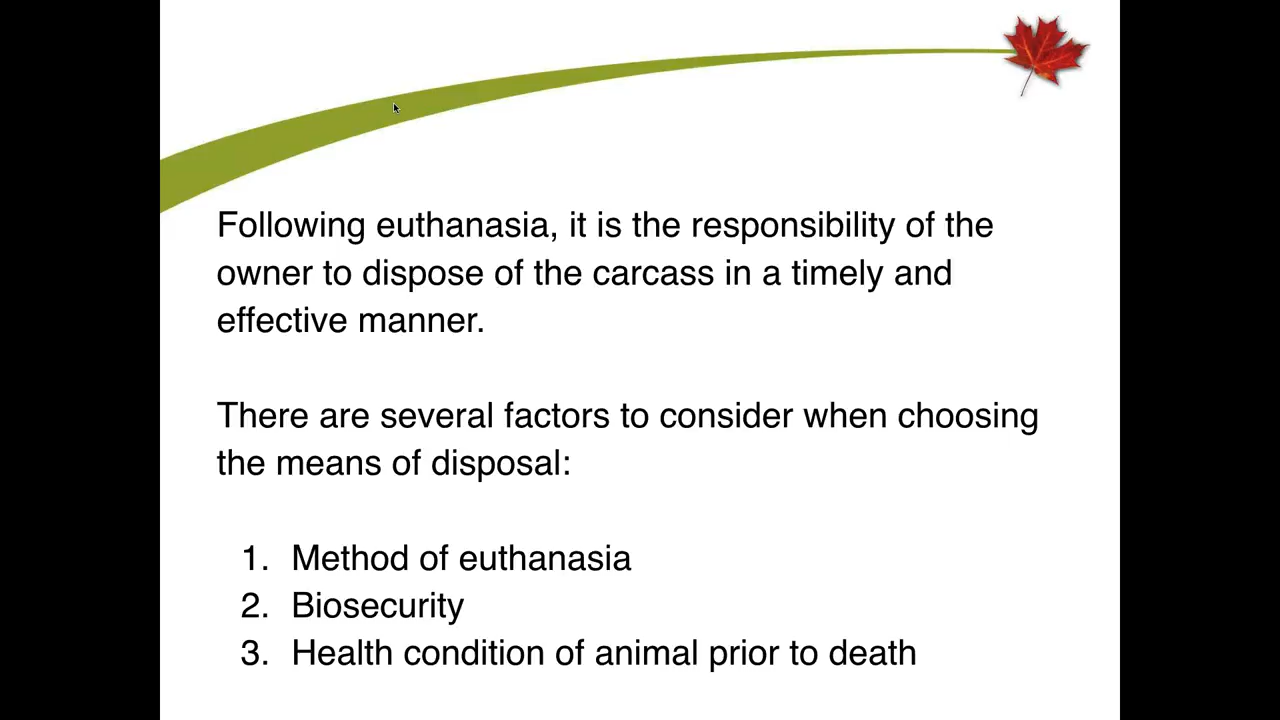 Following euthanasia, it is the responsibility of the
owner to dispose of the carcass in a timely and
effective manner.
There are several factors to consider when choosing
the means of disposal:
1. Method of euthanasia
2. Biosecurity
3. Health condition of animal prior to death